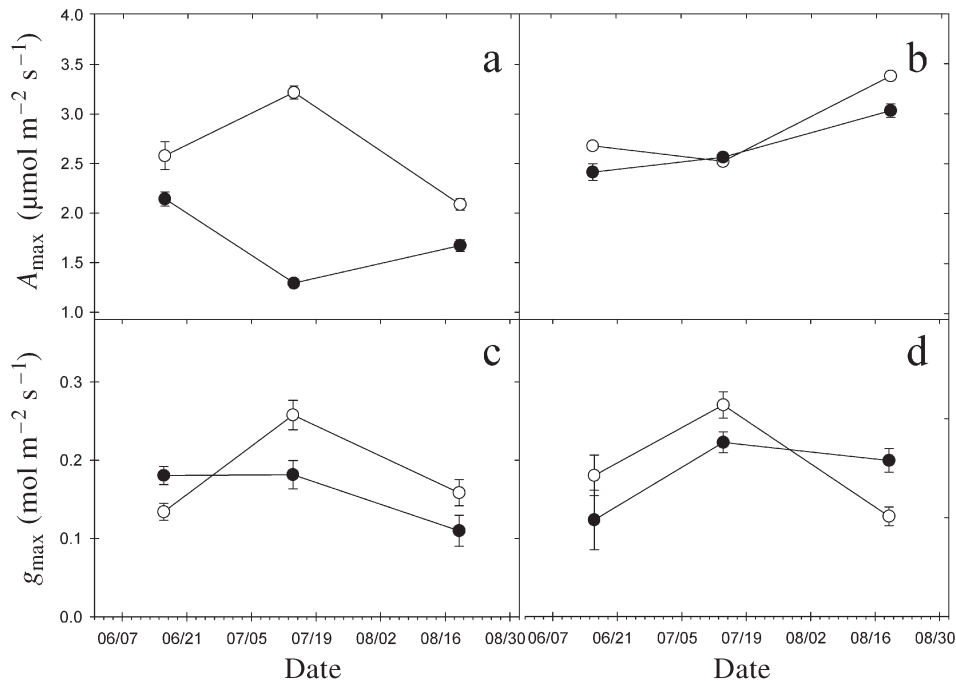 4.0
3.5
3.0
2.5
2.0
1.5
1.0
A_max (µmol m⁻² s⁻¹)
a
b
0.3
0.2
0.1
0.0
g_max (mol m⁻² s⁻¹)
c
d
06/07 06/21 07/05 07/19 08/02 08/16 08/30
06/07 06/21 07/05 07/19 08/02 08/16 08/30
Date
Date